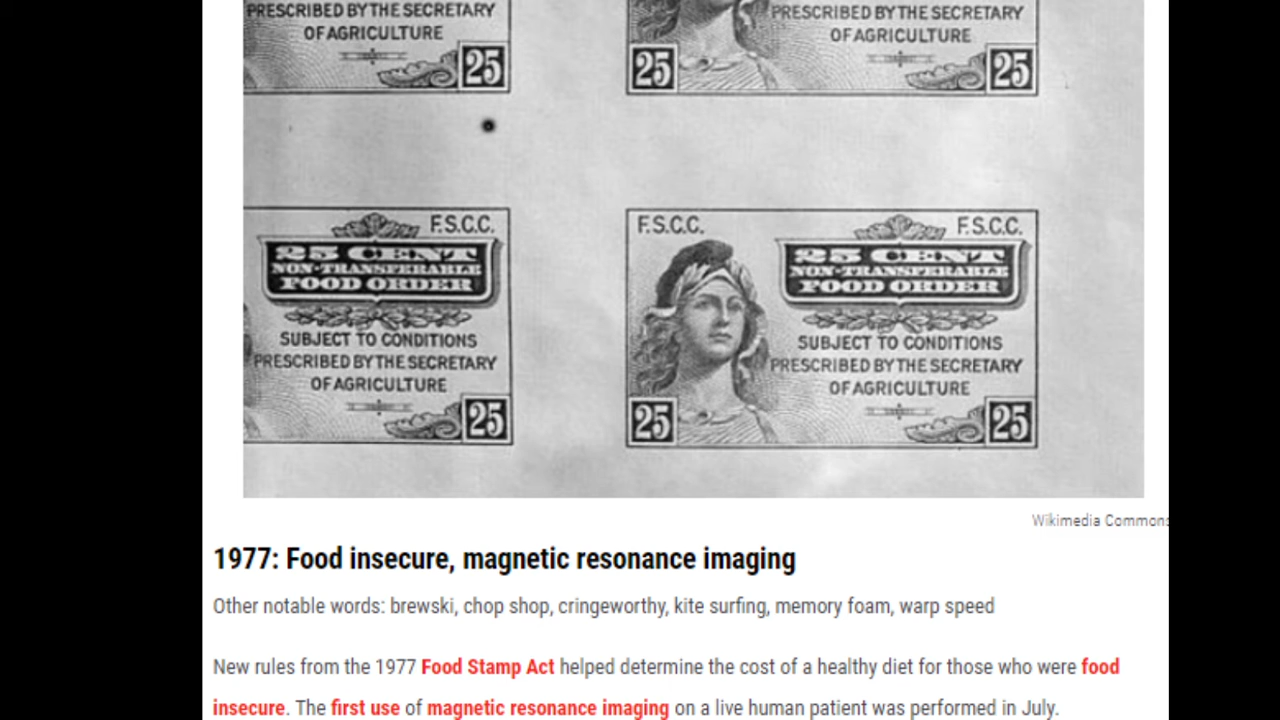 PRESCRIBED BY THE SECRETARY
OF AGRICULTURE
25
PRESCRIBED BY THE SECRETARY
OF AGRICULTURE
25
25
F.S.C.C.
25 CENT
NON-TRANSFERABLE
FOOD ORDER
SUBJECT TO CONDITIONS
PRESCRIBED BY THE SECRETARY
OF AGRICULTURE
25
F.S.C.C.
F.S.C.C.
25 CENT
NON-TRANSFERABLE
FOOD ORDER
SUBJECT TO CONDITIONS
PRESCRIBED BY THE SECRETARY
OF AGRICULTURE
25
25
Wikimedia Commons
1977: Food insecure, magnetic resonance imaging
Other notable words: brewski, chop shop, cringeworthy, kite surfing, memory foam, warp speed
New rules from the 1977 Food Stamp Act helped determine the cost of a healthy diet for those who were food
insecure. The first use of magnetic resonance imaging on a live human patient was performed in July.